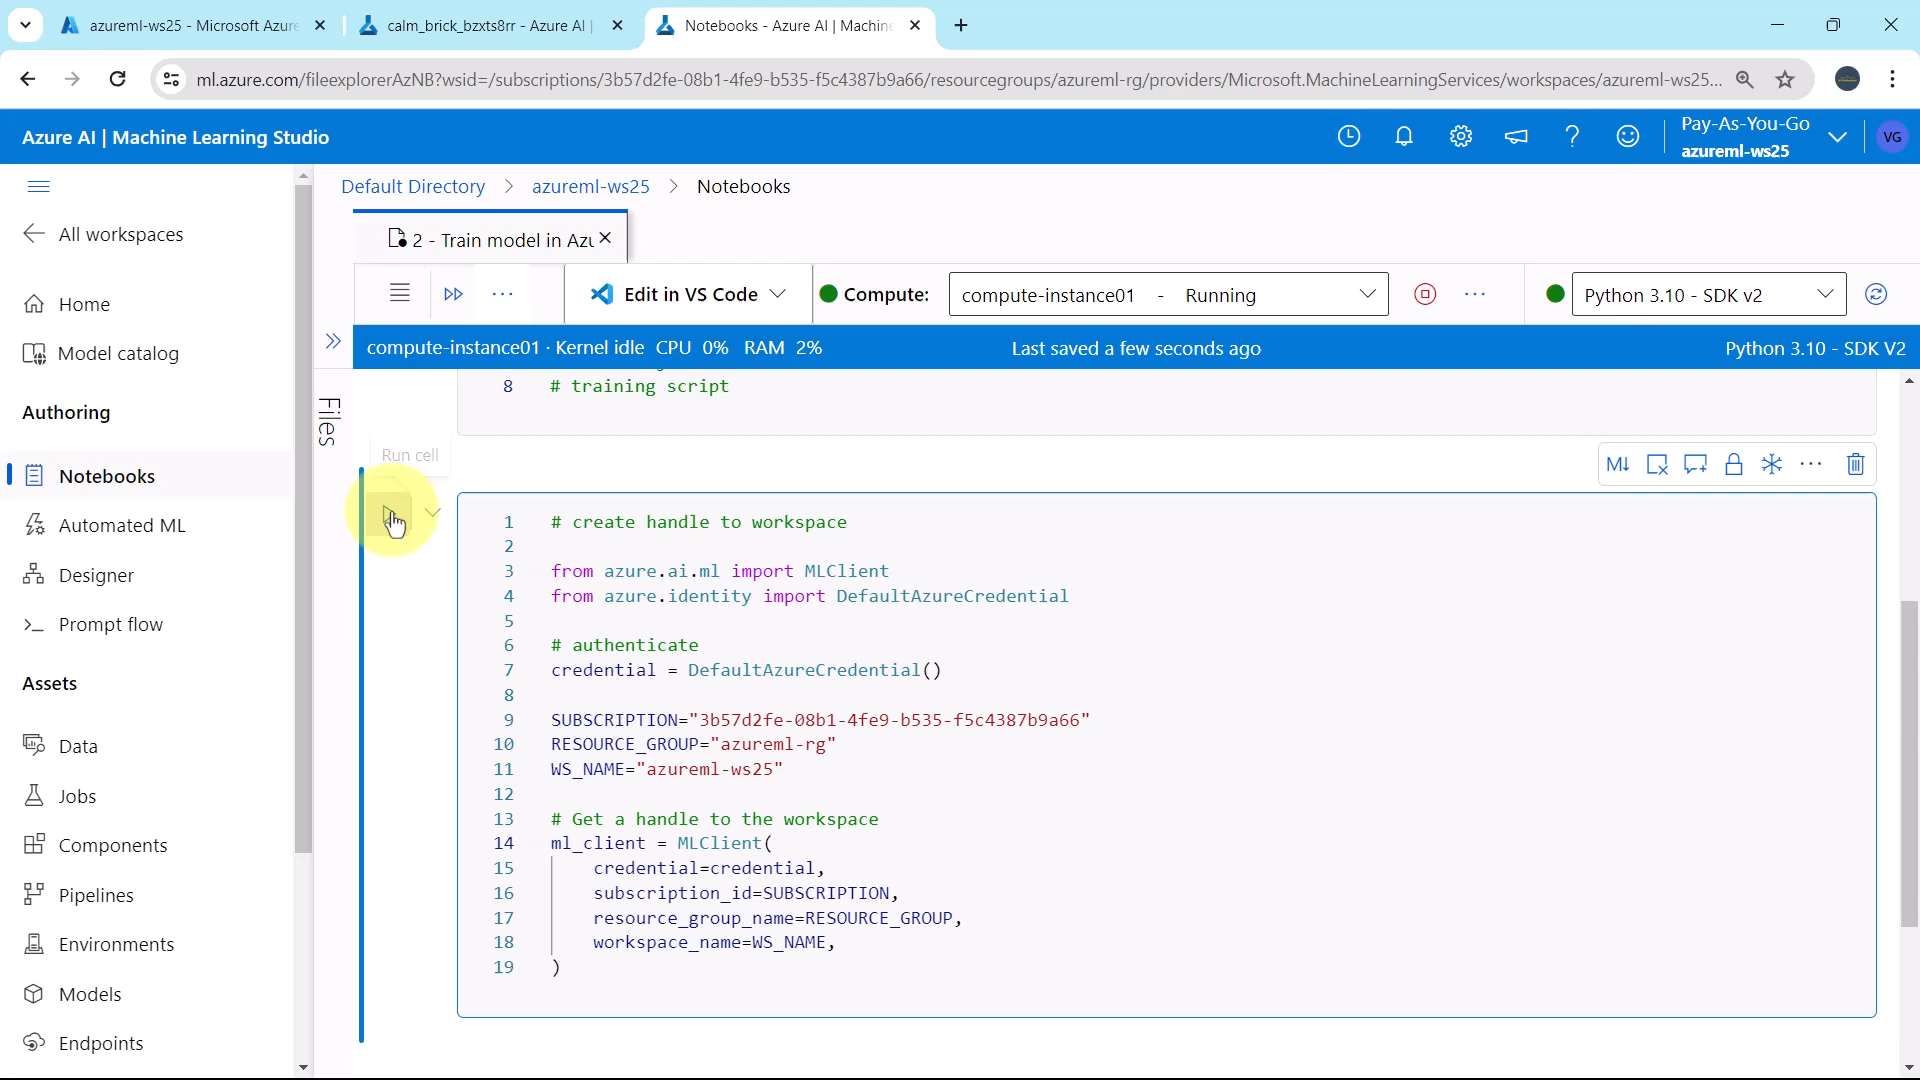 azureml-ws25 - Microsoft Azure
calm_brick_bzxts8rr - Azure AI |
Notebooks - Azure AI | Machine
ml.azure.com/fileexplorerAzNB?wsid=/subscriptions/3b57d2fe-08b1-4fe9-b535-f5c4387b9a66/resourcegroups/azureml-rg/providers/Microsoft.MachineLearningServices/workspaces/azureml-ws25...
Azure AI | Machine Learning Studio
Pay-As-You-Go
azureml-ws25
VG
All workspaces
Home
Model catalog
Authoring
Notebooks
Automated ML
Designer
Prompt flow
Assets
Data
Jobs
Components
Pipelines
Environments
Models
Endpoints
Default Directory > azureml-ws25 > Notebooks
2 - Train model in Azu
Edit in VS Code
Compute:
compute-instance01 - Running
Python 3.10 - SDK v2
compute-instance01 · Kernel idle CPU 0% RAM 2%
Last saved a few seconds ago
Python 3.10 - SDK V2
Files
8 # training script
Run cell
M↓
1 # create handle to workspace
2
3 from azure.ai.ml import MLClient
4 from azure.identity import DefaultAzureCredential
5
6 # authenticate
7 credential = DefaultAzureCredential()
8
9 SUBSCRIPTION="3b57d2fe-08b1-4fe9-b535-f5c4387b9a66"
10 RESOURCE_GROUP="azureml-rg"
11 WS_NAME="azureml-ws25"
12
13 # Get a handle to the workspace
14 ml_client = MLClient(
15 credential=credential,
16 subscription_id=SUBSCRIPTION,
17 resource_group_name=RESOURCE_GROUP,
18 workspace_name=WS_NAME,
19 )